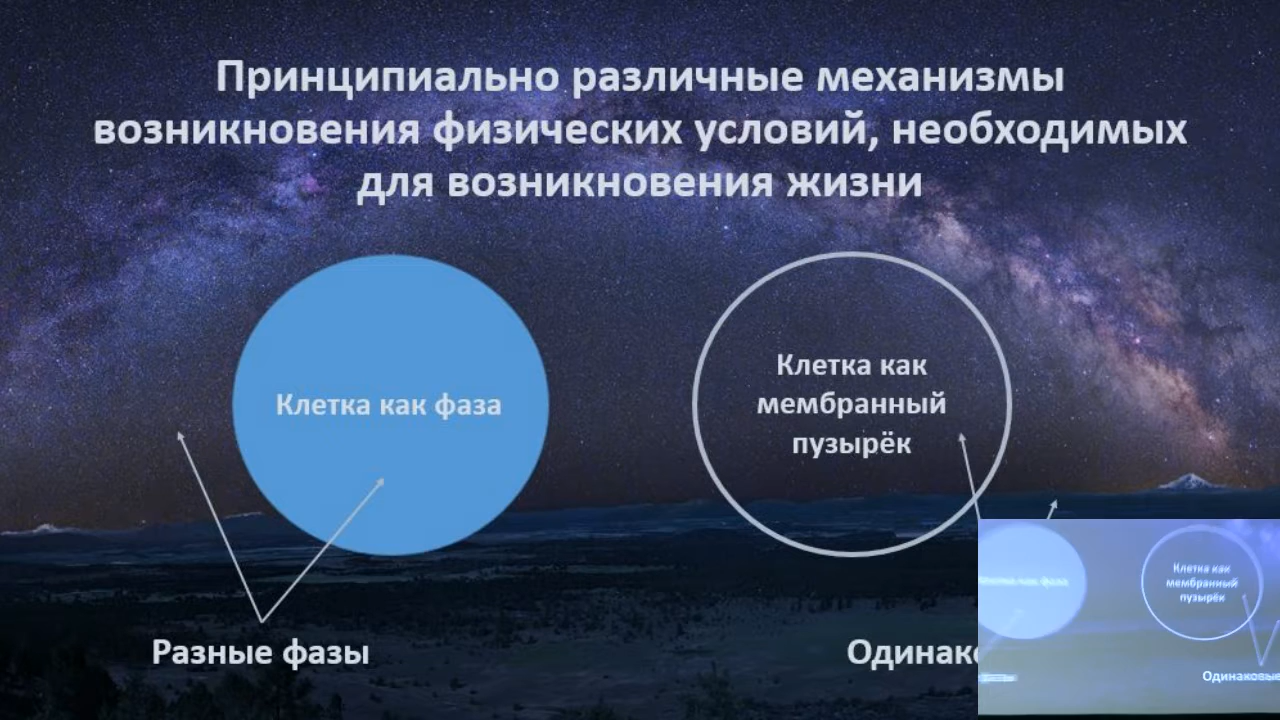 Принципиально различные механизмы
возникновения физических условий, необходимых
для возникновения жизни
Клетка как фаза
Клетка как
мембранный
пузырёк
Разные фазы
Клетка как
мембранный
пузырёк
Одинаковые